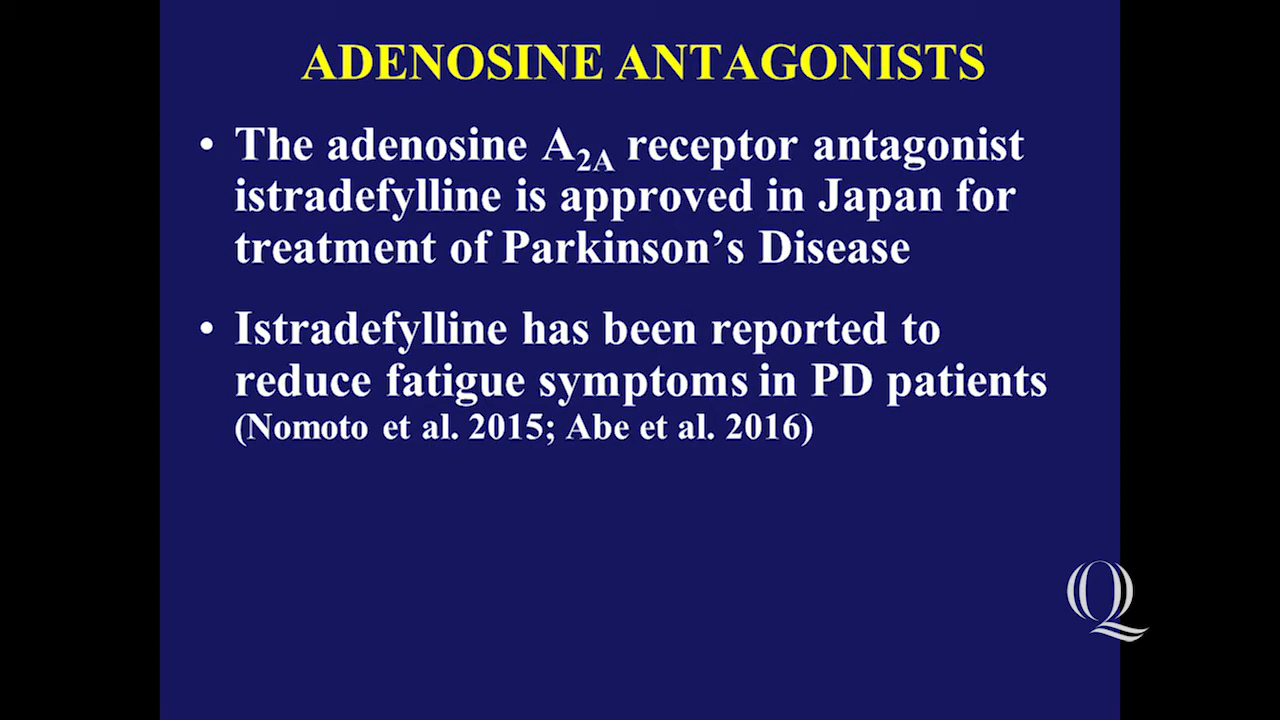 ADENOSINE ANTAGONISTS
• The adenosine A2A receptor antagonist
istradefylline is approved in Japan for
treatment of Parkinson’s Disease
• Istradefylline has been reported to
reduce fatigue symptoms in PD patients
(Nomoto et al. 2015; Abe et al. 2016)
Q